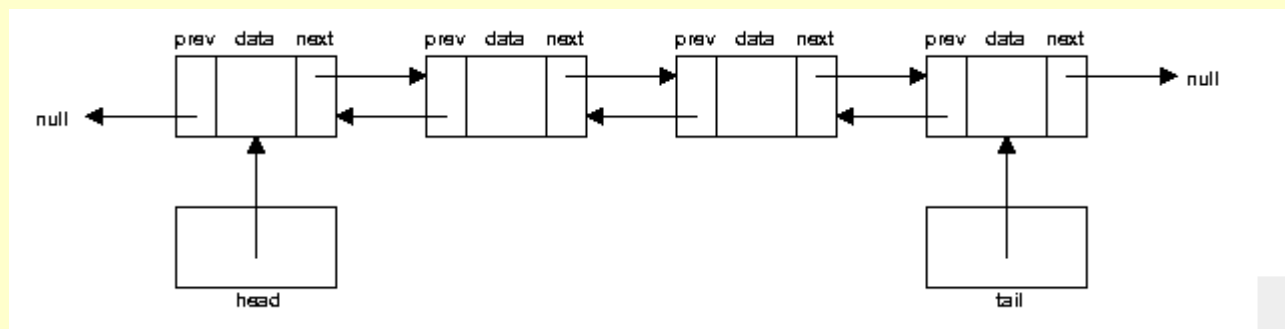 prev data next prev data next prev data next prev data next
null
null
head
tail